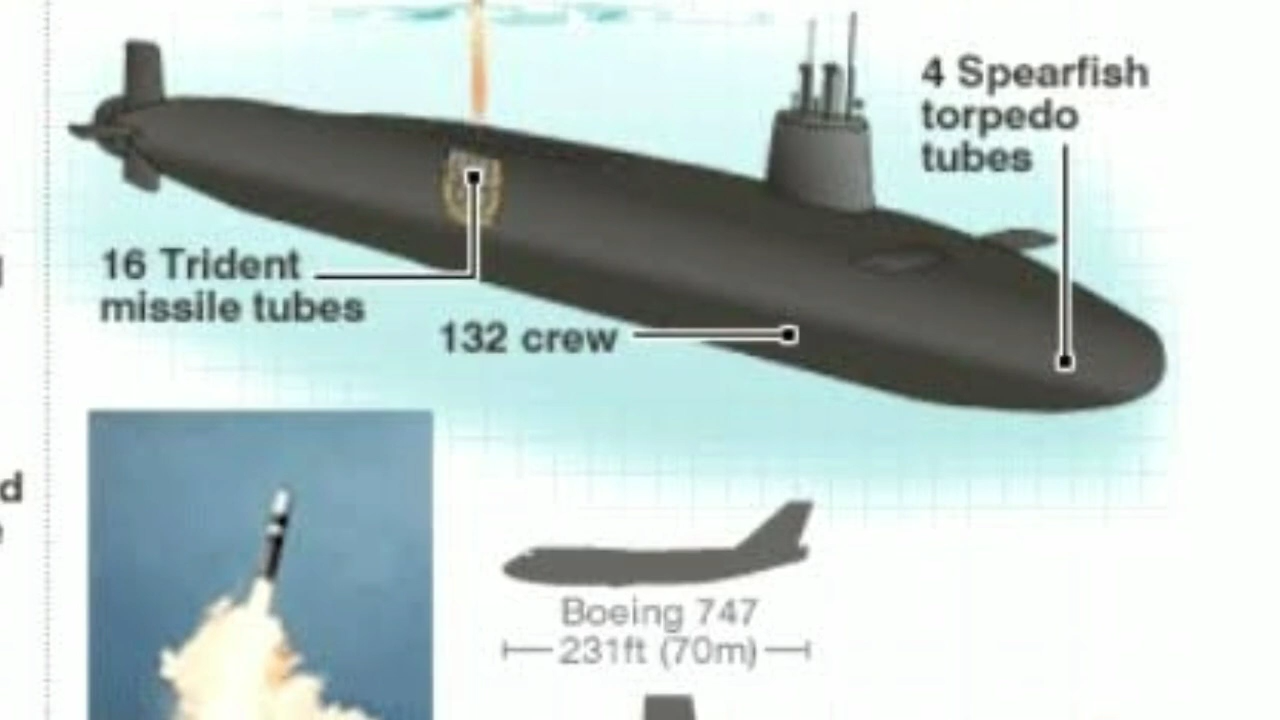 4 Spearfish
torpedo
tubes
16 Trident
missile tubes
132 crew
d
Boeing 747
231ft (70m)